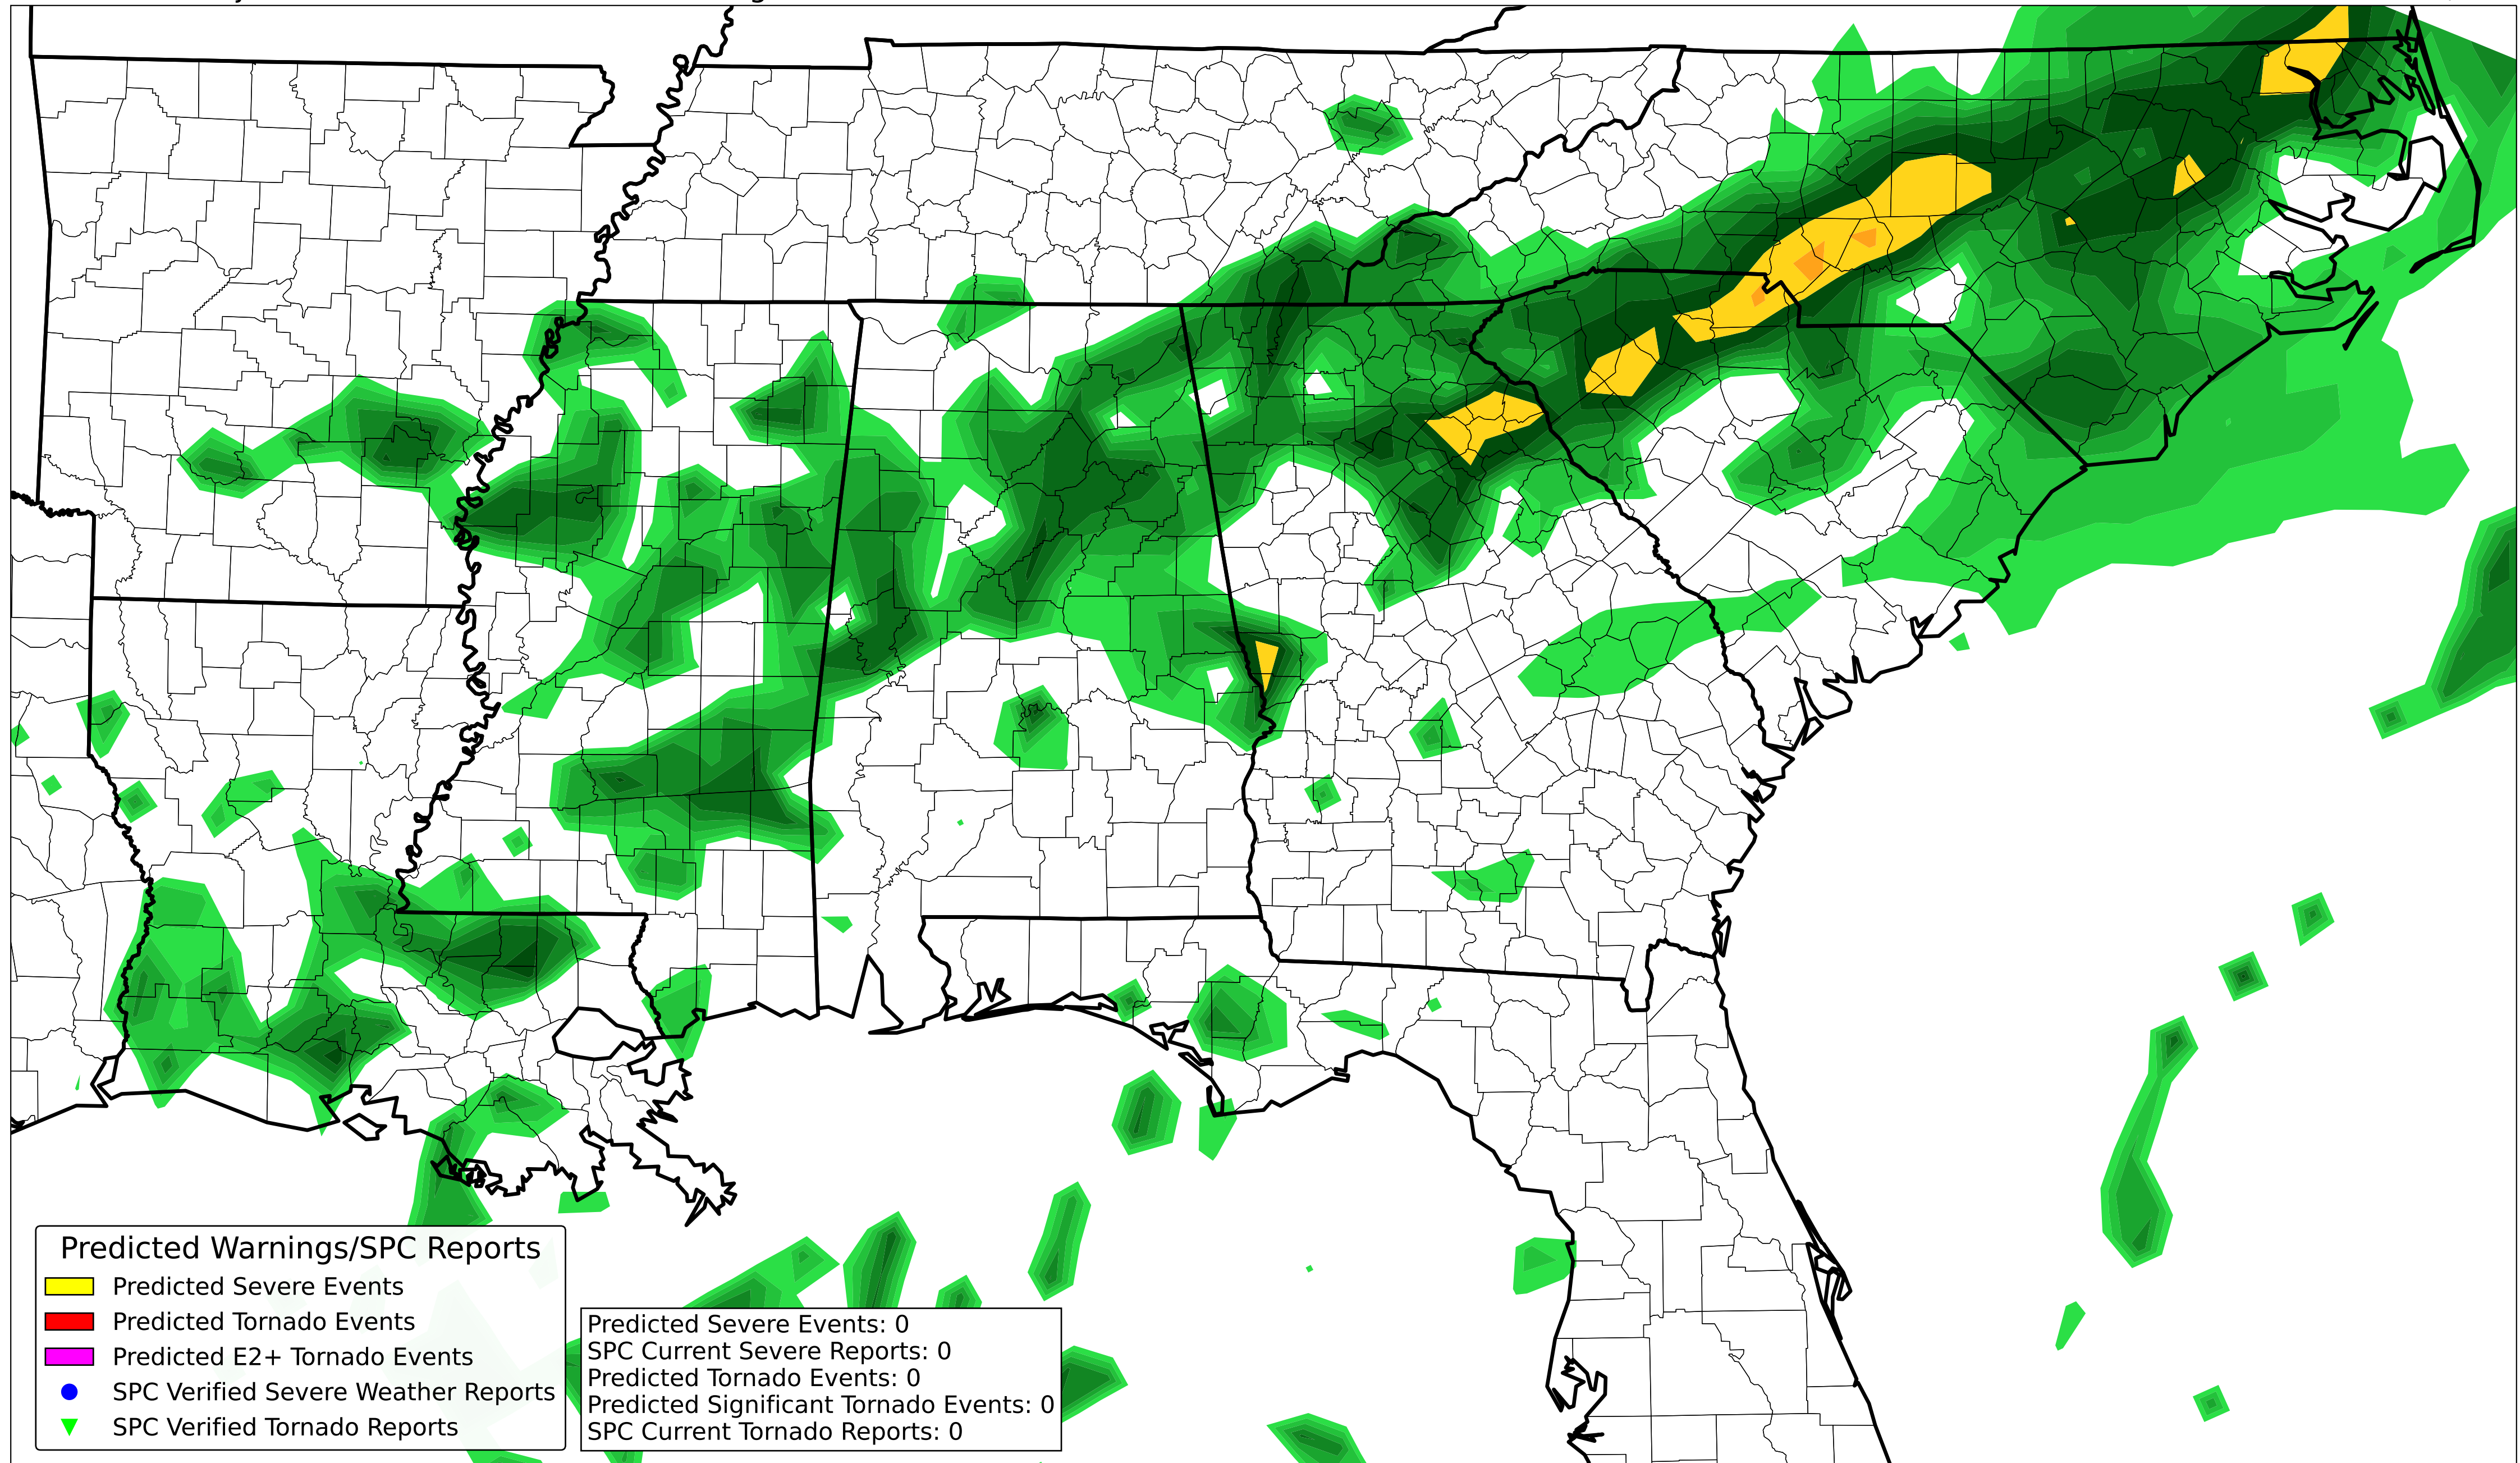 Predicted Warnings/SPC Reports
Predicted Severe Events
Predicted Tornado Events
Predicted E2+ Tornado Events
SPC Verified Severe Weather Reports
SPC Verified Tornado Reports
Predicted Severe Events: 0
SPC Current Severe Reports: 0
Predicted Tornado Events: 0
Predicted Significant Tornado Events: 0
SPC Current Tornado Reports: 0